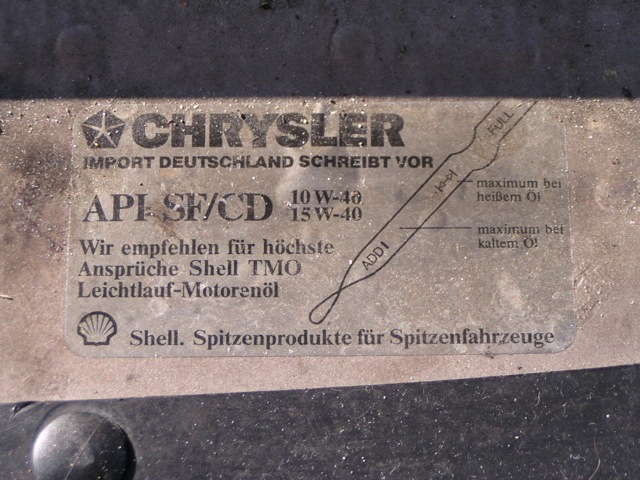 CHRYSLER
IMPORT DEUTSCHLAND SCHREIBT VOR
API SF/CD 10 W-40
15 W-40
Wir empfehlen für höchste
Ansprüche Shell TMO
Leichtlauf-Motorenöl
Shell. Spitzenprodukte für Spitzenfahrzeuge
FULL
ADD 1
maximum bei
heißem Öl
maximum bei
kaltem Öl